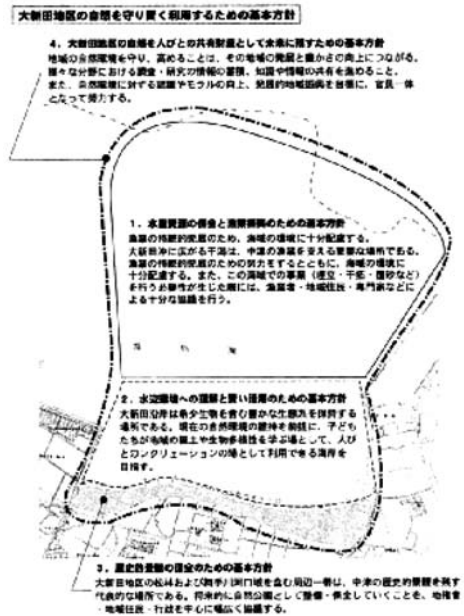 大新田地区の自然を守り賢く利用するための基本方針
4．大新田地区の自然を人びとの共有財産として未来に残すための基本方針
地域の自然環境を守り、高めることは、その地域の発展と豊かさの向上につながる。
様々な分野における調査・研究の情報の蓄積、知識や情報の共有を進めること。
また、自然環境に対する認識やモラルの向上、発展的地域振興を目標に、官民一体
となって努力する。
1．水産資源の保全と漁業振興のための基本方針
漁業の持続的発展のため、海域の環境に十分配慮する。
大新田沖に広がる干潟は、中津の漁業を支える重要な場所である。
漁業の持続的発展のための努力をするとともに、海域の環境に
十分配慮する。また、この海域での事業（埋立・干拓・覆砂など）
を行う必要性が生じた際には、漁業者・地域住民・専門家などに
よる十分な協議を行う。
2．水辺環境への理解と賢い活用のための基本方針
大新田沿岸は希少生物を含む豊かな生態系を保持する
場所である。現在の自然環境の維持を前提に、子ども
たちが地域の風土や生物多様性を学ぶ場として、人び
とのレクリェーションの場として利用できる海岸を
目指す。
3．歴史的景観の保全のための基本方針
大新田地区の松林および舞手川河口域を含む周辺一帯は、中津の歴史的景観を残す
代表的な場所である。将来的に自然公園として整備・保全していくことを、地権者
・地域住民・行政を中心に幅広く協議する。